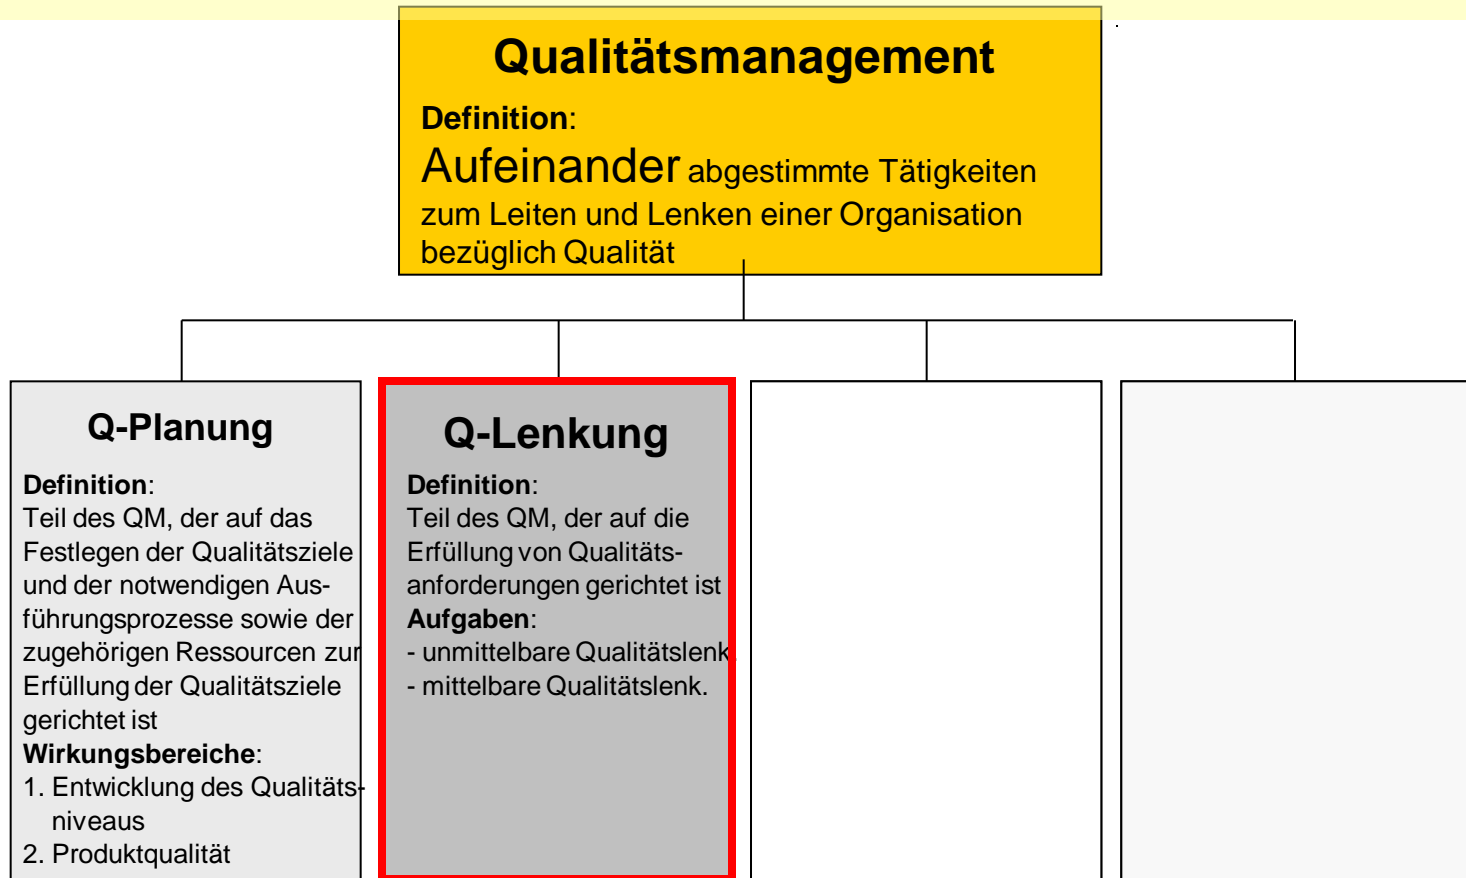 Qualitätsmanagement
Definition:
Aufeinander abgestimmte Tätigkeiten
zum Leiten und Lenken einer Organisation
bezüglich Qualität
Q-Planung
Definition:
Teil des QM, der auf das
Festlegen der Qualitätsziele
und der notwendigen Aus-
führungsprozesse sowie der
zugehörigen Ressourcen zur
Erfüllung der Qualitätsziele
gerichtet ist
Wirkungsbereiche:
1. Entwicklung des Qualitäts-
niveaus
2. Produktqualität
Q-Lenkung
Definition:
Teil des QM, der auf die
Erfüllung von Qualitäts-
anforderungen gerichtet ist
Aufgaben:
- unmittelbare Qualitätslenk.
- mittelbare Qualitätslenk.